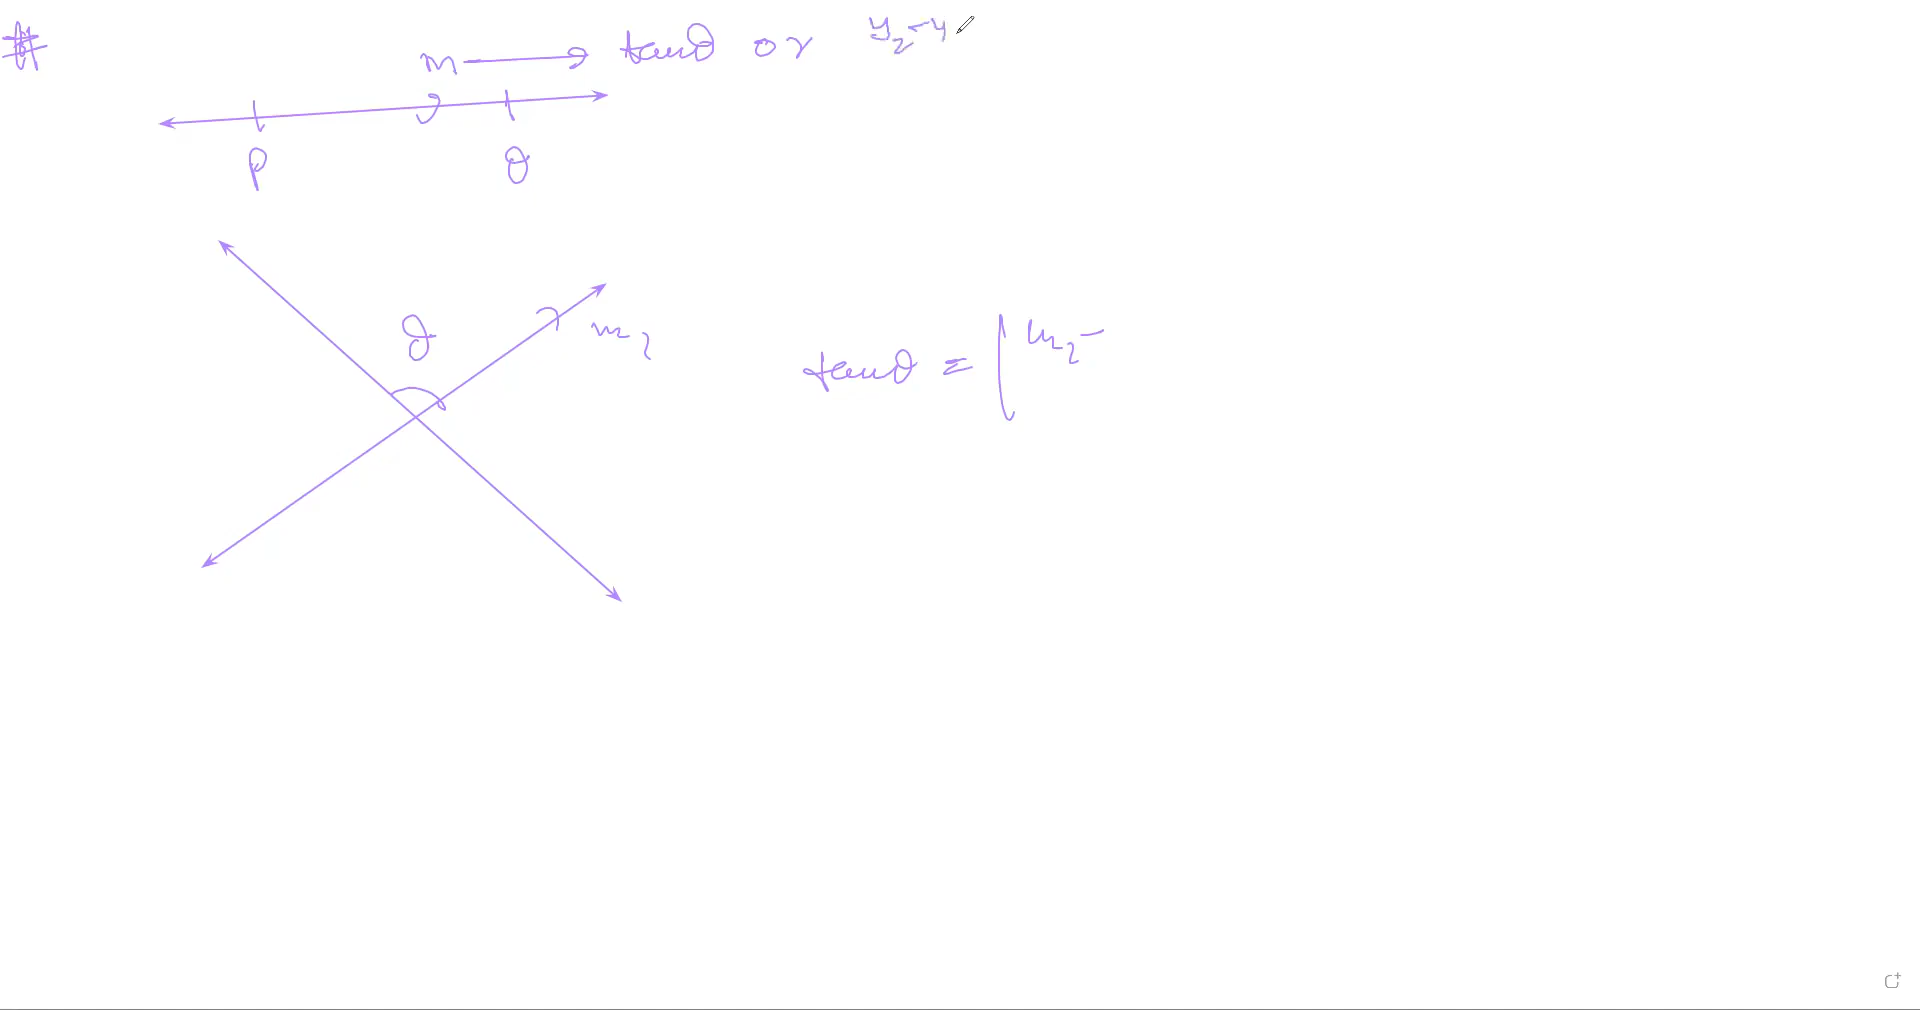 #
m → tanθ or y₂-y
P Q
θ
m₂
tanθ = | m₂ -